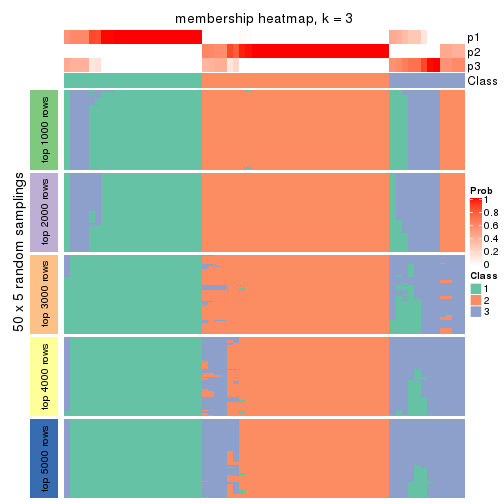 membership heatmap, k = 3
p1
p2
p3
Class
50 x 5 random samplings
top 1000 rows
top 2000 rows
top 3000 rows
top 4000 rows
top 5000 rows
Prob
1
0.8
0.6
0.4
0.2
0
Class
1
2
3